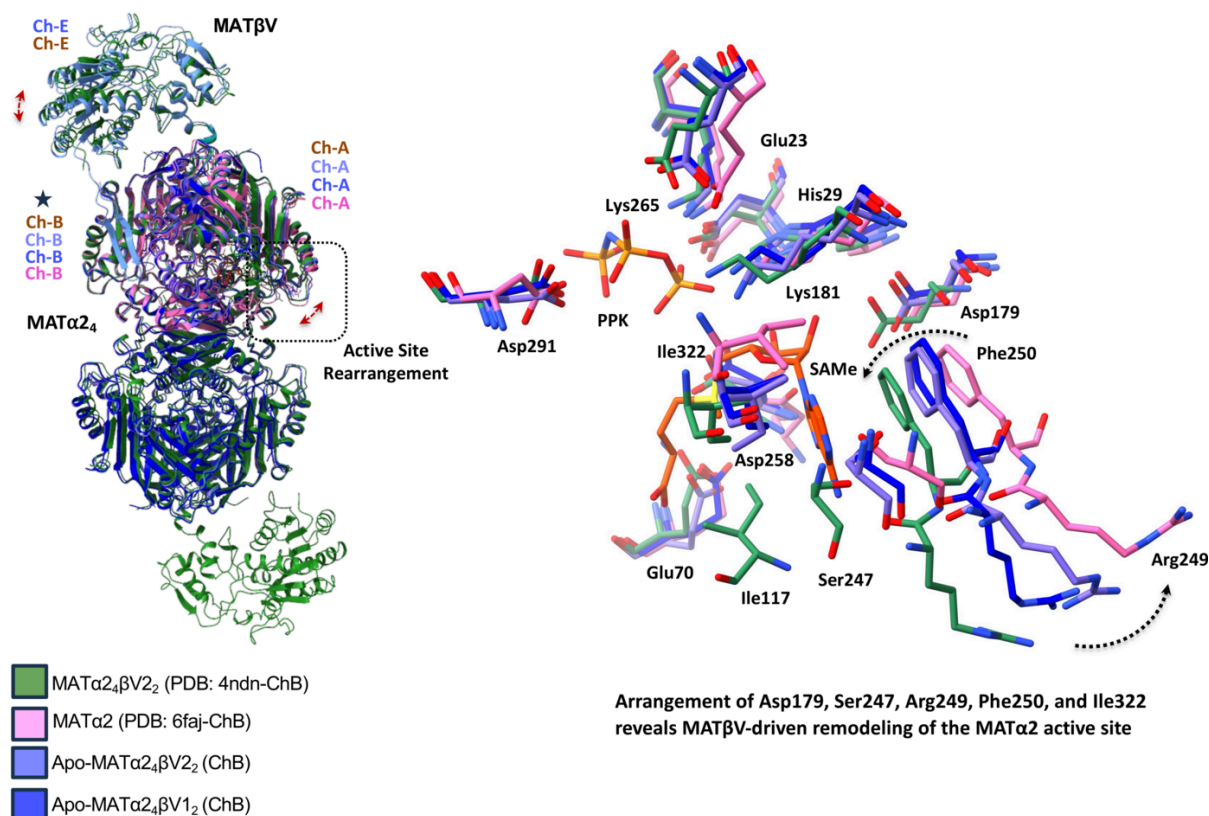 Ch-E
Ch-E
MATβV
Ch-A
Ch-A
Ch-A
Ch-A
Ch-B
Ch-B
Ch-B
Ch-B
MATα2₄
Active Site
Rearrangement
Glu23
Lys265
His29
Lys181
Asp179
PPK
Asp291
Ile322
SAMe
Phe250
Asp258
Glu70
Ile117
Ser247
Arg249
MATα2₄βV2₂ (PDB: 4ndn-ChB)
MATα2 (PDB: 6faj-ChB)
Apo-MATα2₄βV2₂ (ChB)
Apo-MATα2₄βV1₂ (ChB)
Arrangement of Asp179, Ser247, Arg249, Phe250, and Ile322
reveals MATβV-driven remodeling of the MATα2 active site